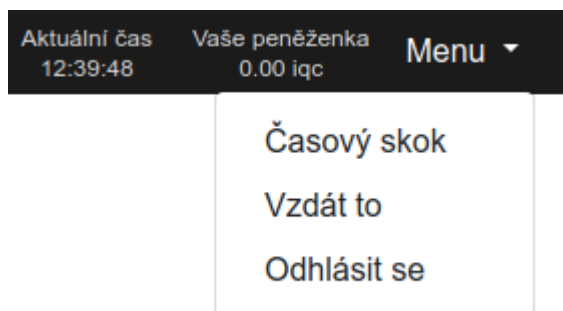 Aktuální čas
12:39:48
Vaše peněženka
0.00 iqc
Menu
Časový skok
Vzdát to
Odhlásit se